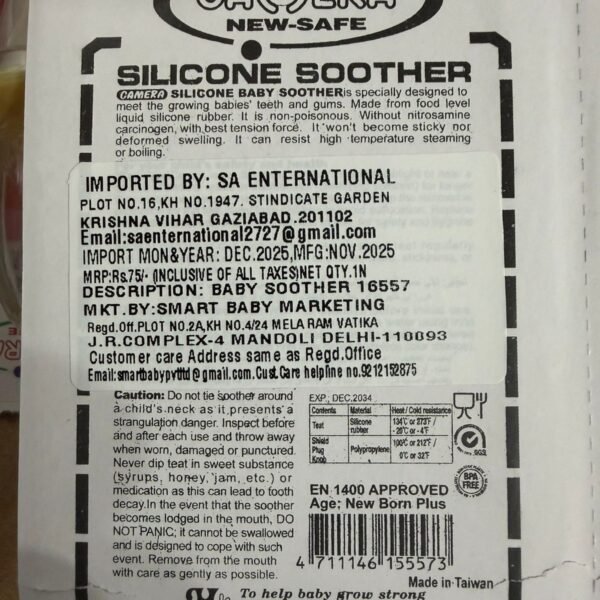 CAMERA
NEW-SAFE
SILICONE SOOTHER
CAMERA SILICONE BABY SOOTHER is specially designed to
meet the growing babies' teeth and gums. Made from food level
liquid silicone rubber. It is non-poisonous. Without nitrosamine
carcinogen, with best tension force. It won't become sticky nor
deformed swelling. It can resist high temperature steaming
or boiling.
IMPORTED BY: SA ENTERNATIONAL
PLOT NO.16,KH NO.1947. STINDICATE GARDEN
KRISHNA VIHAR GAZIABAD.201102
Email:saenternational2727@gmail.com
IMPORT MON&YEAR: DEC.2025,MFG:NOV.2025
MRP:Rs.75/- (INCLUSIVE OF ALL TAXES)NET QTY.1N
DESCRIPTION: BABY SOOTHER 16557
MKT.BY:SMART BABY MARKETING
Regd.Off.PLOT NO.2A,KH NO.4/24 MELA RAM VATIKA
J.R.COMPLEX-4 MANDOLI DELHI-110093
Customer care Address same as Regd.Office
Email:smartbabypvtltd@gmail.com.Cust.Care helpline no.9212152875
Caution: Do not tie soother around
a child's neck as it presents a
strangulation danger. Inspect before
and after each use and throw away
when worn, damaged or punctured.
Never dip teat in sweet substance
(syrups, honey, jam, etc.) or
medication as this can lead to tooth
decay.In the event that the soother
becomes lodged in the mouth, DO
NOT PANIC; it cannot be swallowed
and is designed to cope with such
event. Remove from the mouth
with care as gently as possible.
EXP., DEC.2034
Contents Material Heat / Cold resistance
Teat Silicone rubber 134°C or 273°F / -20°C or -4°F
Shield Plug Knob Polypropylene 100°C or 212°F / 0°C or 32°F
SGS
BPA FREE
EN 1400 APPROVED
Age; New Born Plus
4 711146 155573
Made in Taiwan
To help baby grow strong